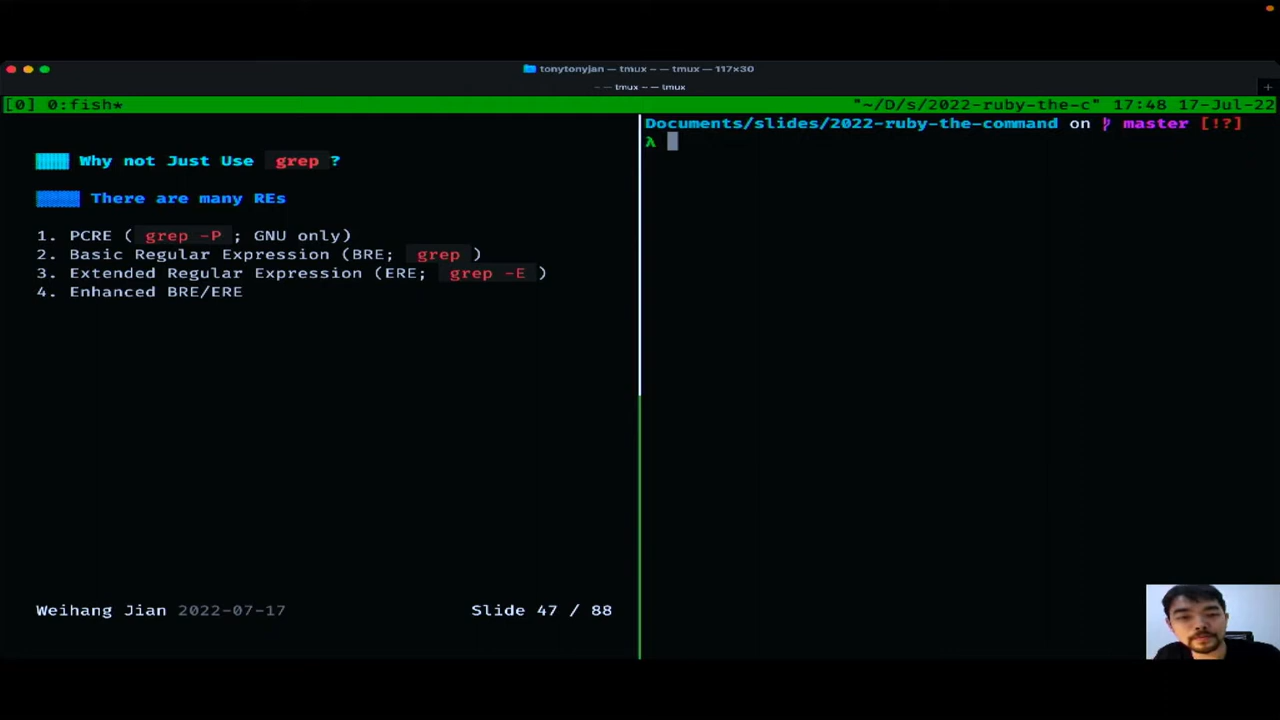 tonytonyjan — tmux - — tmux — 117×30
- — tmux - — tmux
[0] 0:fish* "~/D/s/2022-ruby-the-c" 17:48 17-Jul-22
Why not Just Use grep ?
There are many REs
1. PCRE ( grep -P ; GNU only)
2. Basic Regular Expression (BRE; grep )
3. Extended Regular Expression (ERE; grep -E )
4. Enhanced BRE/ERE
Weihang Jian 2022-07-17 Slide 47 / 88
Documents/slides/2022-ruby-the-command on master [!?]
λ